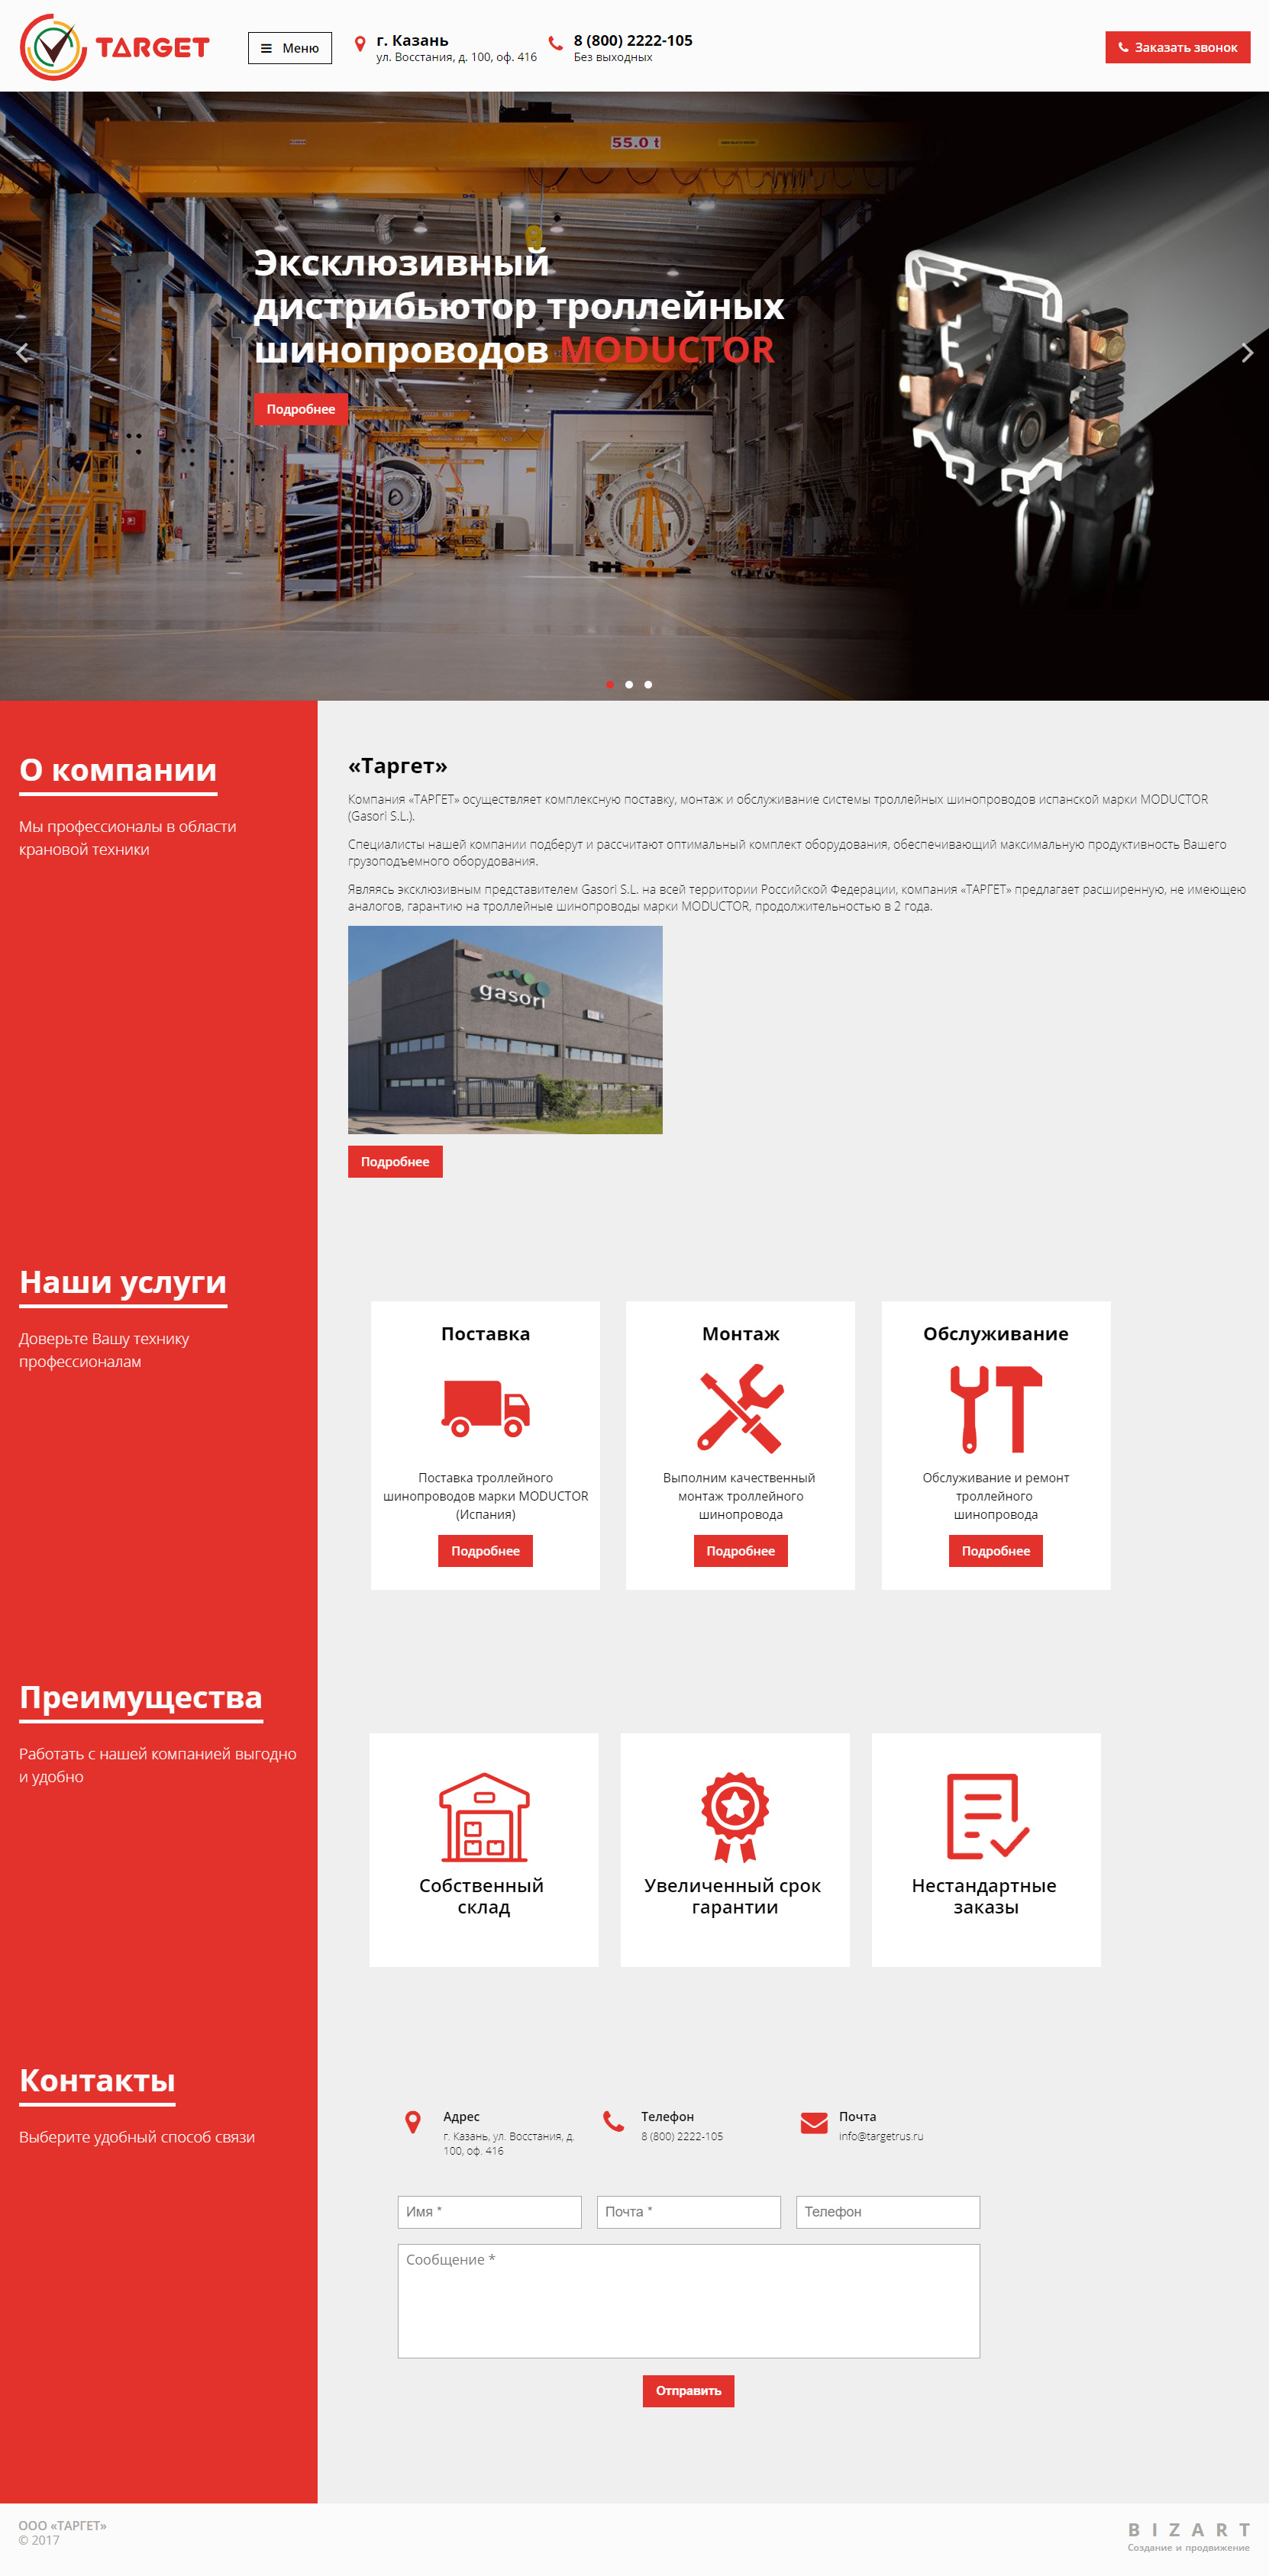 TARGET
Меню
г. Казань
ул. Восстания, д. 100, оф. 416
8 (800) 2222-105
Без выходных
Заказать звонок
55.0 t
Эксклюзивный
дистрибьютор троллейных
шинопроводов MODUCTOR
Подробнее
О компании
Мы профессионалы в области
крановой техники
«Таргет»
Компания «ТАРГЕТ» осуществляет комплексную поставку, монтаж и обслуживание системы троллейных шинопроводов испанской марки MODUCTOR
(Gasori S.L.).
Специалисты нашей компании подберут и рассчитают оптимальный комплект оборудования, обеспечивающий максимальную продуктивность Вашего
грузоподъемного оборудования.
Являясь эксклюзивным представителем Gasori S.L. на всей территории Российской Федерации, компания «ТАРГЕТ» предлагает расширенную, не имеющею
аналогов, гарантию на троллейные шинопроводы марки MODUCTOR, продолжительностью в 2 года.
gasori
Подробнее
Наши услуги
Доверьте Вашу технику
профессионалам
Поставка
Поставка троллейного
шинопроводов марки MODUCTOR
(Испания)
Подробнее
Монтаж
Выполним качественный
монтаж троллейного
шинопровода
Подробнее
Обслуживание
Обслуживание и ремонт
троллейного
шинопровода
Подробнее
Преимущества
Работать с нашей компанией выгодно
и удобно
Собственный
склад
Увеличенный срок
гарантии
Нестандартные
заказы
Контакты
Выберите удобный способ связи
Адрес
г. Казань, ул. Восстания, д.
100, оф. 416
Телефон
8 (800) 2222-105
Почта
info@targetrus.ru
Имя *
Почта *
Телефон
Сообщение *
Отправить
ООО «ТАРГЕТ»
© 2017
BIZART
Создание и продвижение